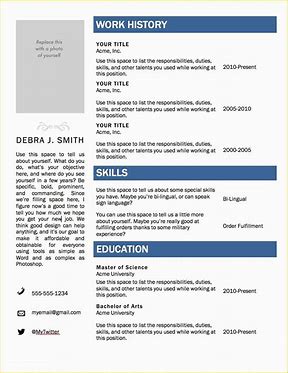 Replace this
with a photo
of yourself
DEBRA J. SMITH
Use this space to tell us
about yourself. What do you
do, what's your objective
here, and where do you see
yourself in a few years? Be
specific, bold, prominent,
and commanding. Since
we're filling space here, I
figure now is a good time to
tell you how much we hope
you get your new job. We
think good design can help
anybody, and we want to
make it affordable and
obtainable for everyone
with tools as simple as
Word and as complex as
Photoshop.
555-555-1234
myemail@gmail.com
@MyTwitter
WORK HISTORY
YOUR TITLE
Acme, Inc.
Use this space to list the responsibilities, duties,
skills, and other talents you used while working at
this position.
2010-Present
YOUR TITLE
Acme, Inc.
Use this space to list the responsibilities, duties,
skills, and other talents you used while working at
this position.
2005-2010
YOUR TITLE
Acme, Inc.
Use this space to list the responsibilities, duties,
skills, and other talents you used while working at
this position.
2000-2005
SKILLS
Use this space to tell us about some special skills
you have. Maybe you're bi-lingual, or can speak
sign language?
Bi-Lingual
Or you can use this space to tell us a little more
about yourself. Maybe you're really good at
fulfilling orders thanks to some military
experience?
Order Fulfillment
EDUCATION
Master of Science
University
Use this space to list the responsibilities, duties,
skills, and other talents you used while working at
this position.
2010-Present
Bachelor of Arts
University
Use this space to list the responsibilities, duties,
skills, and other talents you used while working at
this position.
2010-Present